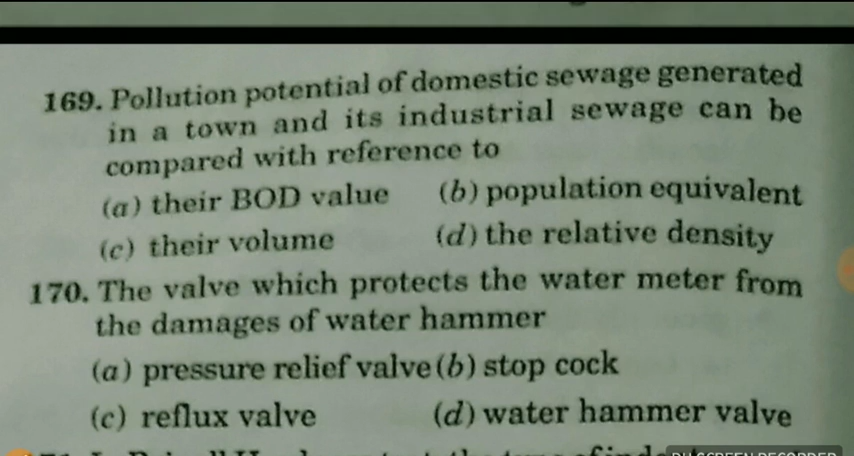 169. Pollution potential of domestic sewage generated
in a town and its industrial sewage can be
compared with reference to
(a) their BOD value (b) population equivalent
(c) their volume (d) the relative density
170. The valve which protects the water meter from
the damages of water hammer
(a) pressure relief valve (b) stop cock
(c) reflux valve (d) water hammer valve
SCREEN RECORDER